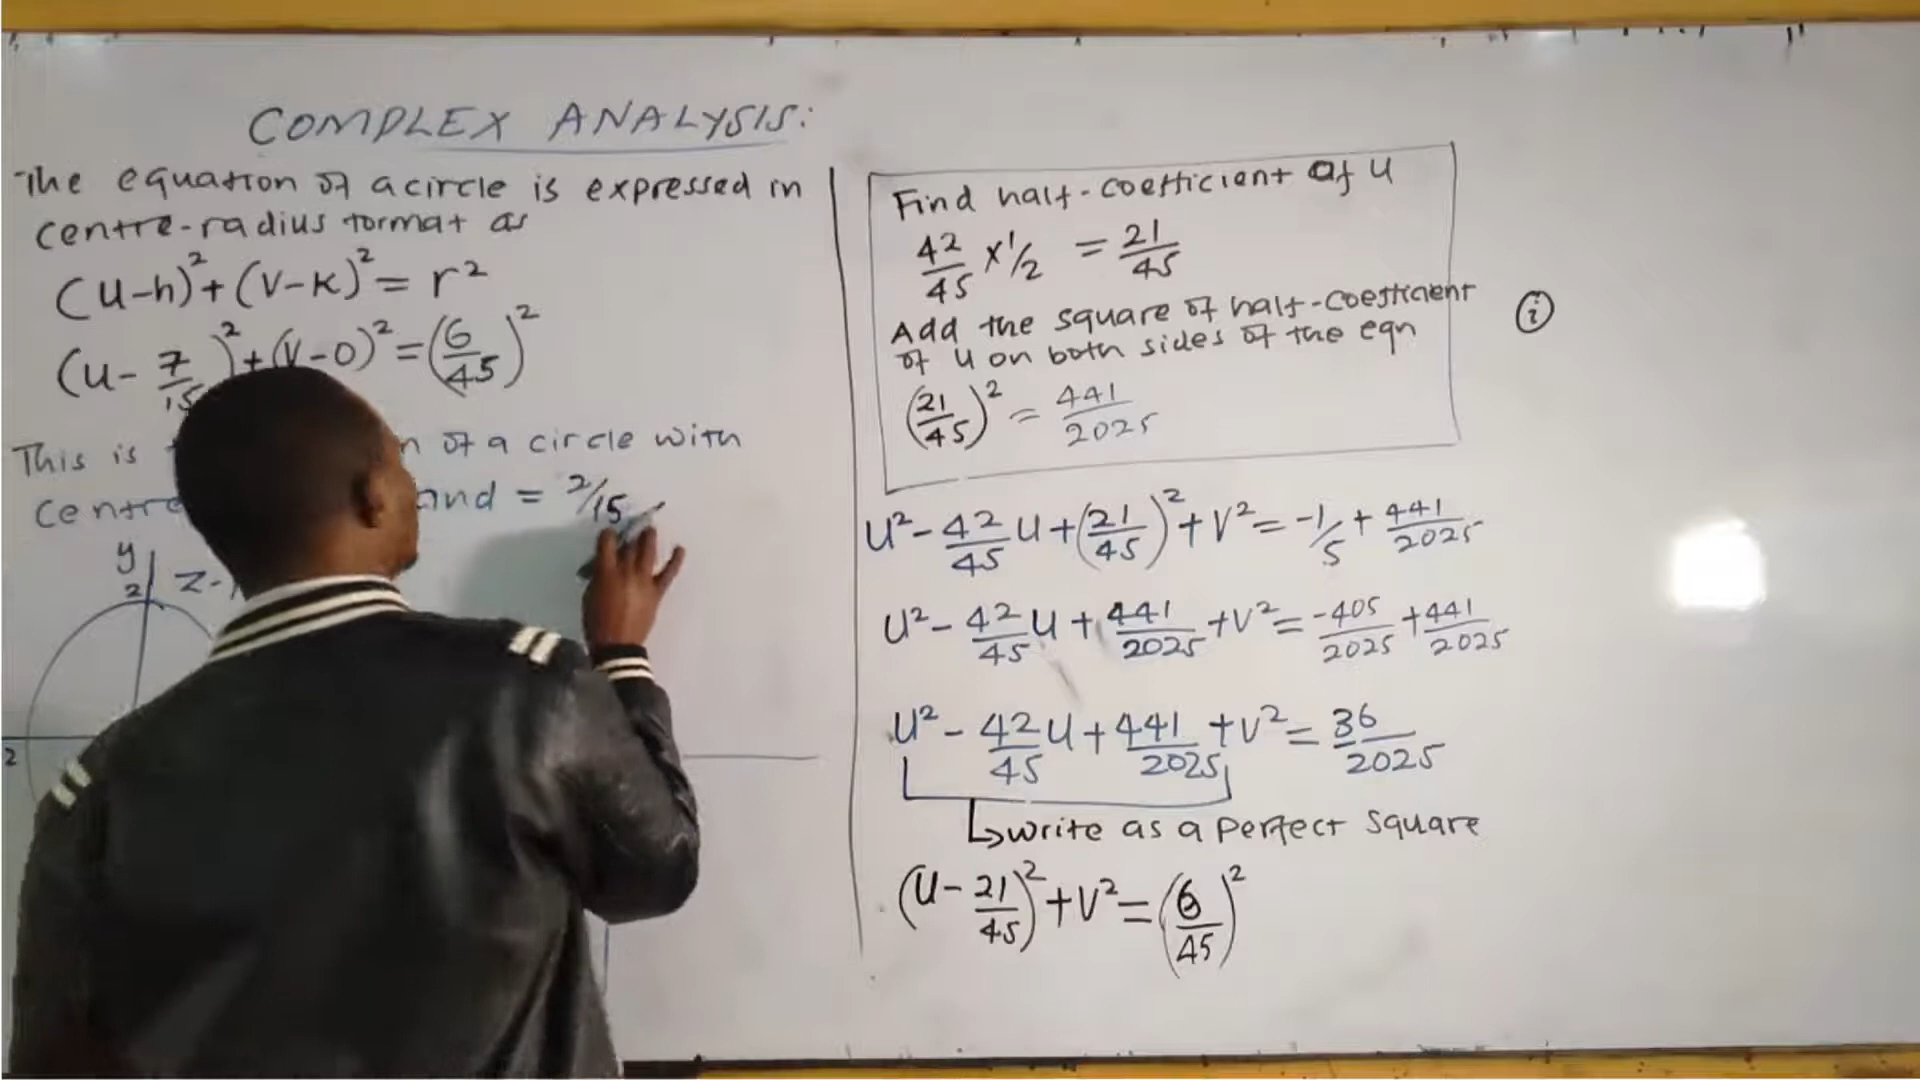 COMPLEX ANALYSIS:
The equation of a circle is expressed in
centre-radius format as
(U-h)²+(V-K)²= r²
(U- 7/15)²+(V-0)²=(6/45)²
This is of a circle with
centre and = 2/15
y
2 Z-
2
Find half-coefficient of U
42/45 x 1/2 = 21/45
Add the square of half-coefficient
of U on both sides of the eqn
(21/45)² = 441/2025
i
U²- 42/45 U+(21/45)²+V²= -1/5 + 441/2025
U²- 42/45 U + 441/2025 +V²= -405/2025 + 441/2025
U² - 42/45 U + 441/2025 +V² = 36/2025
write as a perfect square
(U- 21/45)²+V²=(6/45)²